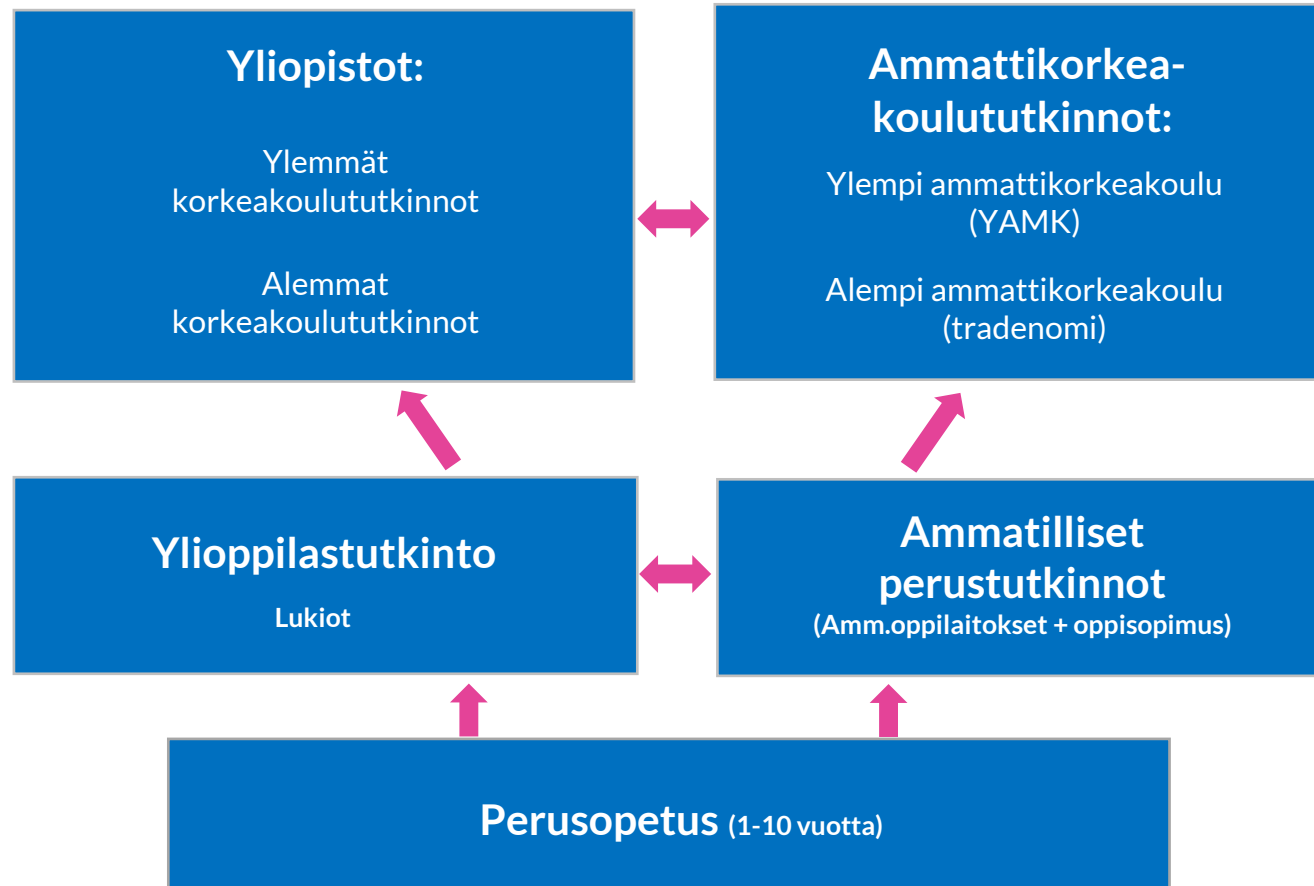 Yliopistot:
Ylemmät
korkeakoulututkinnot
Alemmat
korkeakoulututkinnot
Ammattikorkea-
koulututkinnot:
Ylempi ammattikorkeakoulu
(YAMK)
Alempi ammattikorkeakoulu
(tradenomi)
Ylioppilastutkinto
Lukiot
Ammatilliset
perustutkinnot
(Amm.oppilaitokset + oppisopimus)
Perusopetus (1-10 vuotta)